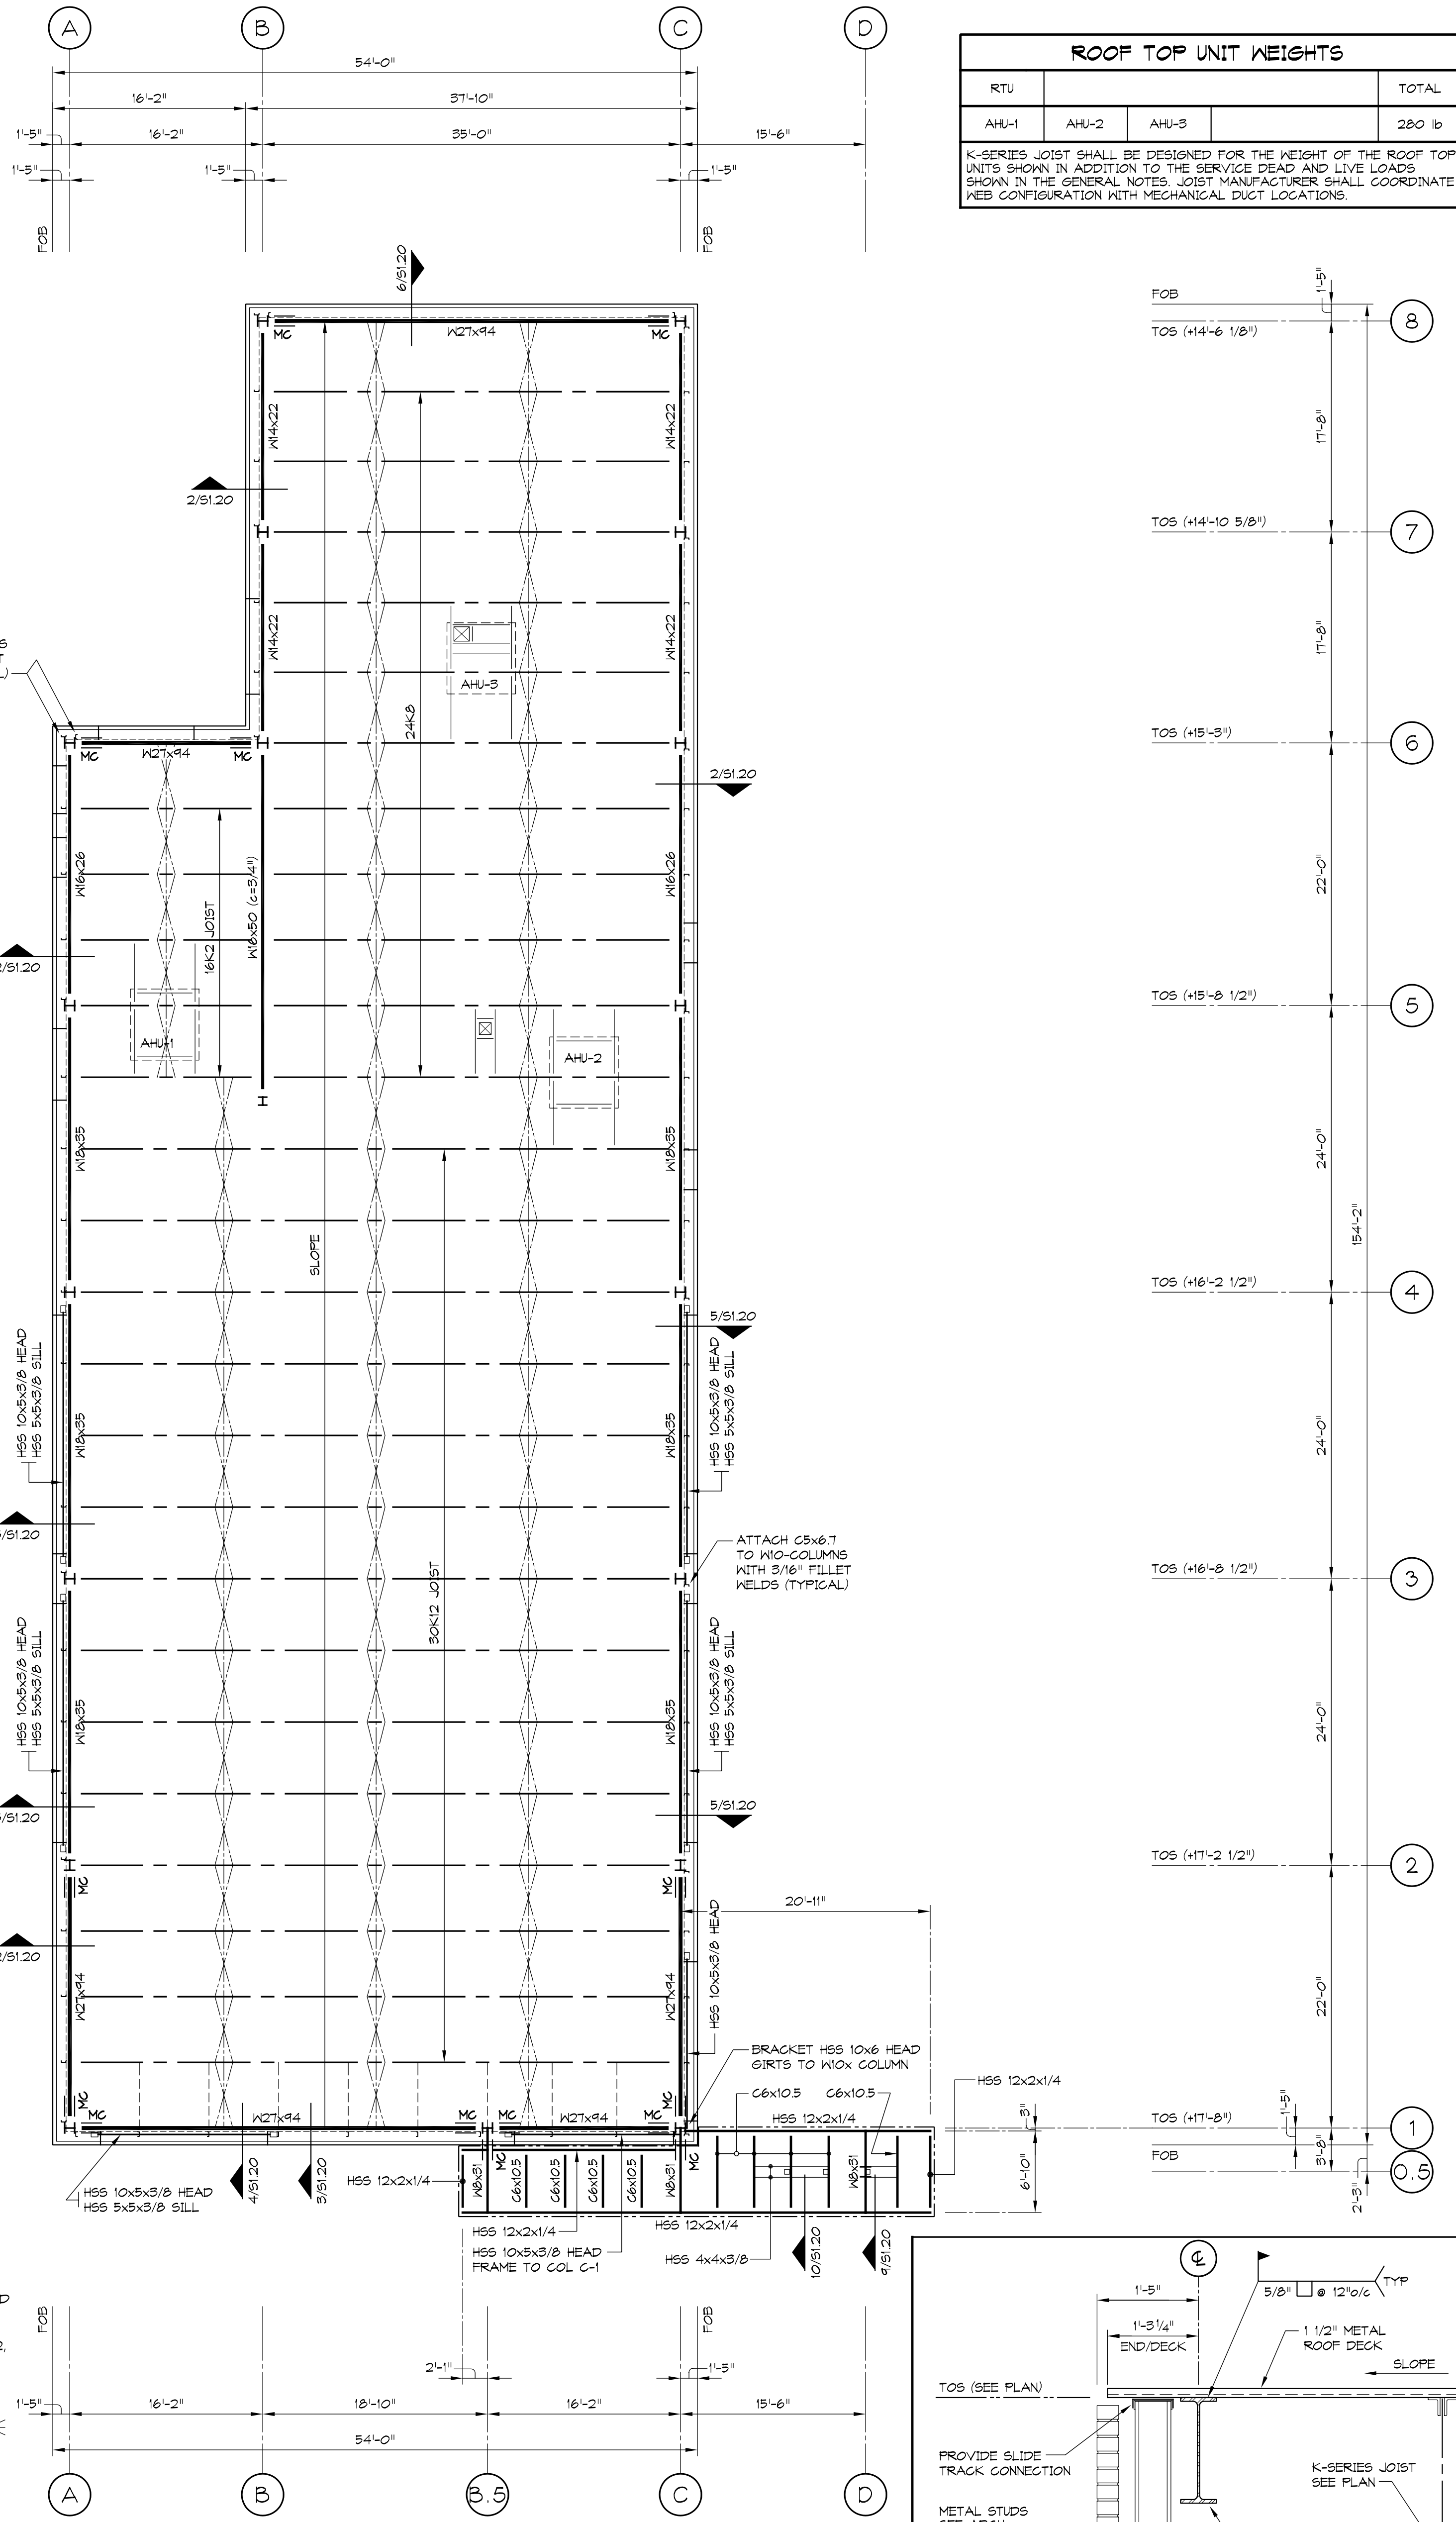 A
B
C
D
54'-0"
16'-2"
37'-10"
1'-5"
16'-2"
35'-0"
15'-6"
1'-5"
1'-5"
1'-5"
FOB
FOB
ROOF TOP UNIT WEIGHTS
RTU
TOTAL
AHU-1
AHU-2
AHU-3
280 lb
K-SERIES JOIST SHALL BE DESIGNED FOR THE WEIGHT OF THE ROOF TOP
UNITS SHOWN IN ADDITION TO THE SERVICE DEAD AND LIVE LOADS
SHOWN IN THE GENERAL NOTES. JOIST MANUFACTURER SHALL COORDINATE
WEB CONFIGURATION WITH MECHANICAL DUCT LOCATIONS.
6/S1.20
MC
W27x94
MC
W14x22
W14x22
2/S1.20
W14x22
W14x22
AHU-3
24K8
MC
W27x94
MC
2/S1.20
W16x26
W16x50 (c=3/4")
W16x26
16K2 JOIST
2/S1.20
AHU-1
AHU-2
W18x35
W18x35
SLOPE
5/S1.20
HSS 10x5x3/8 HEAD
HSS 5x5x3/8 SILL
W18x35
W18x35
HSS 10x5x3/8 HEAD
HSS 5x5x3/8 SILL
/S1.20
ATTACH C5x6.7
TO W10-COLUMNS
WITH 3/16" FILLET
WELDS (TYPICAL)
30K12 JOIST
HSS 10x5x3/8 HEAD
HSS 5x5x3/8 SILL
W18x35
W18x35
HSS 10x5x3/8 HEAD
HSS 5x5x3/8 SILL
/S1.20
5/S1.20
MC
MC
20'-11"
2/S1.20
W27x94
W27x94
HSS 10x5x3/8 HEAD
BRACKET HSS 10x6 HEAD
GIRTS TO W10x COLUMN
MC
MC
MC
W27x94
MC
MC
W27x94
MC
C6x10.5
C6x10.5
HSS 12x2x1/4
HSS 12x2x1/4
3"
6'-10"
HSS 10x5x3/8 HEAD
HSS 5x5x3/8 SILL
4/S1.20
3/S1.20
HSS 12x2x1/4
MC
MC
W8x31
C6x10.5
C6x10.5
C6x10.5
C6x10.5
W8x31
W8x31
HSS 12x2x1/4
HSS 12x2x1/4
HSS 10x5x3/8 HEAD
FRAME TO COL C-1
HSS 4x4x3/8
10/S1.20
9/S1.20
FOB
TOS (+14'-6 1/8")
1'-5"
8
17'-8"
TOS (+14'-10 5/8")
7
17'-8"
TOS (+15'-3")
6
22'-0"
TOS (+15'-8 1/2")
5
24'-0"
154'-2"
TOS (+16'-2 1/2")
4
24'-0"
TOS (+16'-8 1/2")
3
24'-0"
TOS (+17'-2 1/2")
2
22'-0"
TOS (+17'-8")
1'-5"
1
FOB
3'-8"
0.5
2'-3"
FOB
FOB
2'-1"
1'-5"
1'-5"
16'-2"
18'-10"
16'-2"
15'-6"
54'-0"
A
B
B.5
C
D
1'-5"
1'-3 1/4"
END/DECK
5/8" @ 12"o/c
TYP
1 1/2" METAL
ROOF DECK
SLOPE
TOS (SEE PLAN)
PROVIDE SLIDE
TRACK CONNECTION
K-SERIES JOIST
SEE PLAN
METAL STUDS